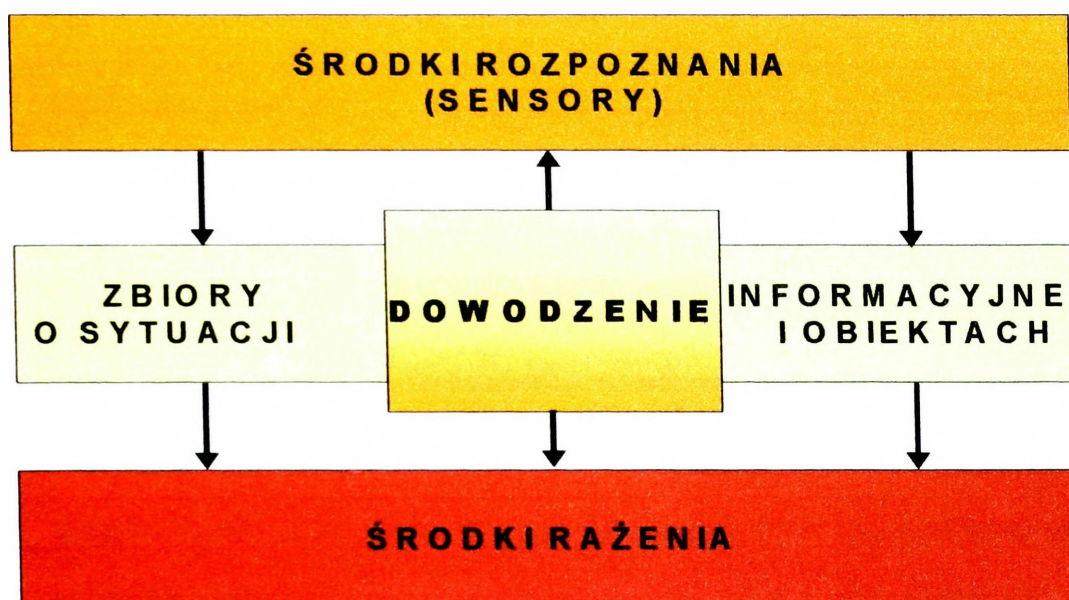 ŚRODKI ROZPOZNANIA
(SENSORY)
ZBIORY
O SYTUACJI
DOWODZENIE
INFORMACYJNE
I OBIEKTACH
ŚRODKI RAŻENIA